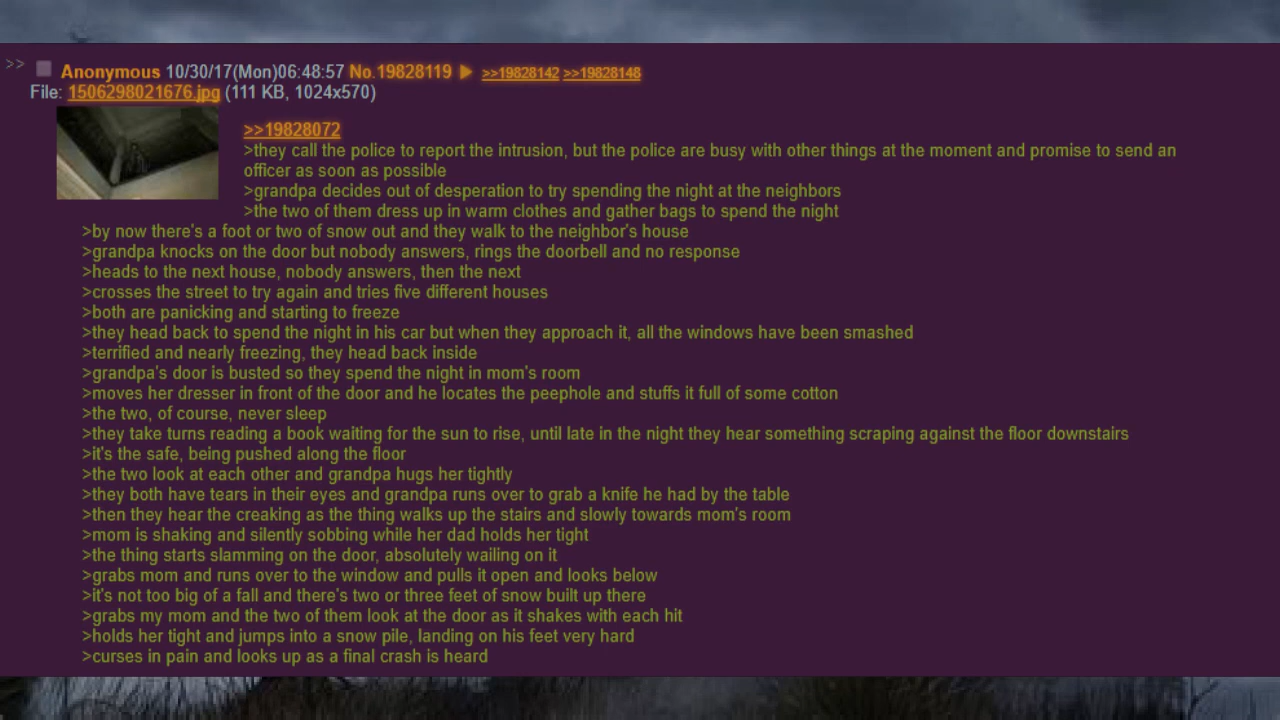 >>
Anonymous 10/30/17(Mon)06:48:57 No.19828119 ▶ >>19828142 >>19828148
File: 1506298021676.jpg (111 KB, 1024x570)
>>19828072
>they call the police to report the intrusion, but the police are busy with other things at the moment and promise to send an
officer as soon as possible
>grandpa decides out of desperation to try spending the night at the neighbors
>the two of them dress up in warm clothes and gather bags to spend the night
>by now there's a foot or two of snow out and they walk to the neighbor's house
>grandpa knocks on the door but nobody answers, rings the doorbell and no response
>heads to the next house, nobody answers, then the next
>crosses the street to try again and tries five different houses
>both are panicking and starting to freeze
>they head back to spend the night in his car but when they approach it, all the windows have been smashed
>terrified and nearly freezing, they head back inside
>grandpa's door is busted so they spend the night in mom's room
>moves her dresser in front of the door and he locates the peephole and stuffs it full of some cotton
>the two, of course, never sleep
>they take turns reading a book waiting for the sun to rise, until late in the night they hear something scraping against the floor downstairs
>it's the safe, being pushed along the floor
>the two look at each other and grandpa hugs her tightly
>they both have tears in their eyes and grandpa runs over to grab a knife he had by the table
>then they hear the creaking as the thing walks up the stairs and slowly towards mom's room
>mom is shaking and silently sobbing while her dad holds her tight
>the thing starts slamming on the door, absolutely wailing on it
>grabs mom and runs over to the window and pulls it open and looks below
>it's not too big of a fall and there's two or three feet of snow built up there
>grabs my mom and the two of them look at the door as it shakes with each hit
>holds her tight and jumps into a snow pile, landing on his feet very hard
>curses in pain and looks up as a final crash is heard